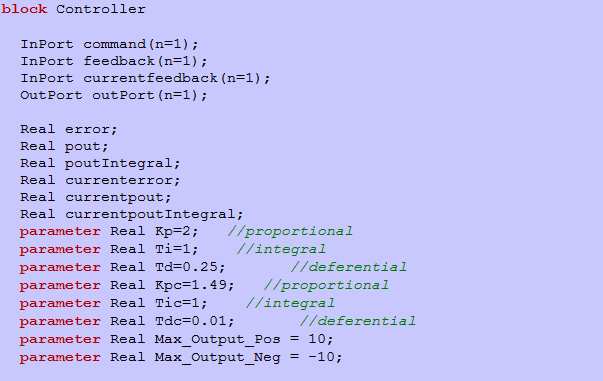 block Controller
InPort command(n=1);
InPort feedback(n=1);
InPort currentfeedback(n=1);
OutPort outPort(n=1);
Real error;
Real pout;
Real poutIntegral;
Real currenterror;
Real currentpout;
Real currentpoutIntegral;
parameter Real Kp=2; //proportional
parameter Real Ti=1; //integral
parameter Real Td=0.25; //deferential
parameter Real Kpc=1.49; //proportional
parameter Real Tic=1; //integral
parameter Real Tdc=0.01; //deferential
parameter Real Max_Output_Pos = 10;
parameter Real Max_Output_Neg = -10;